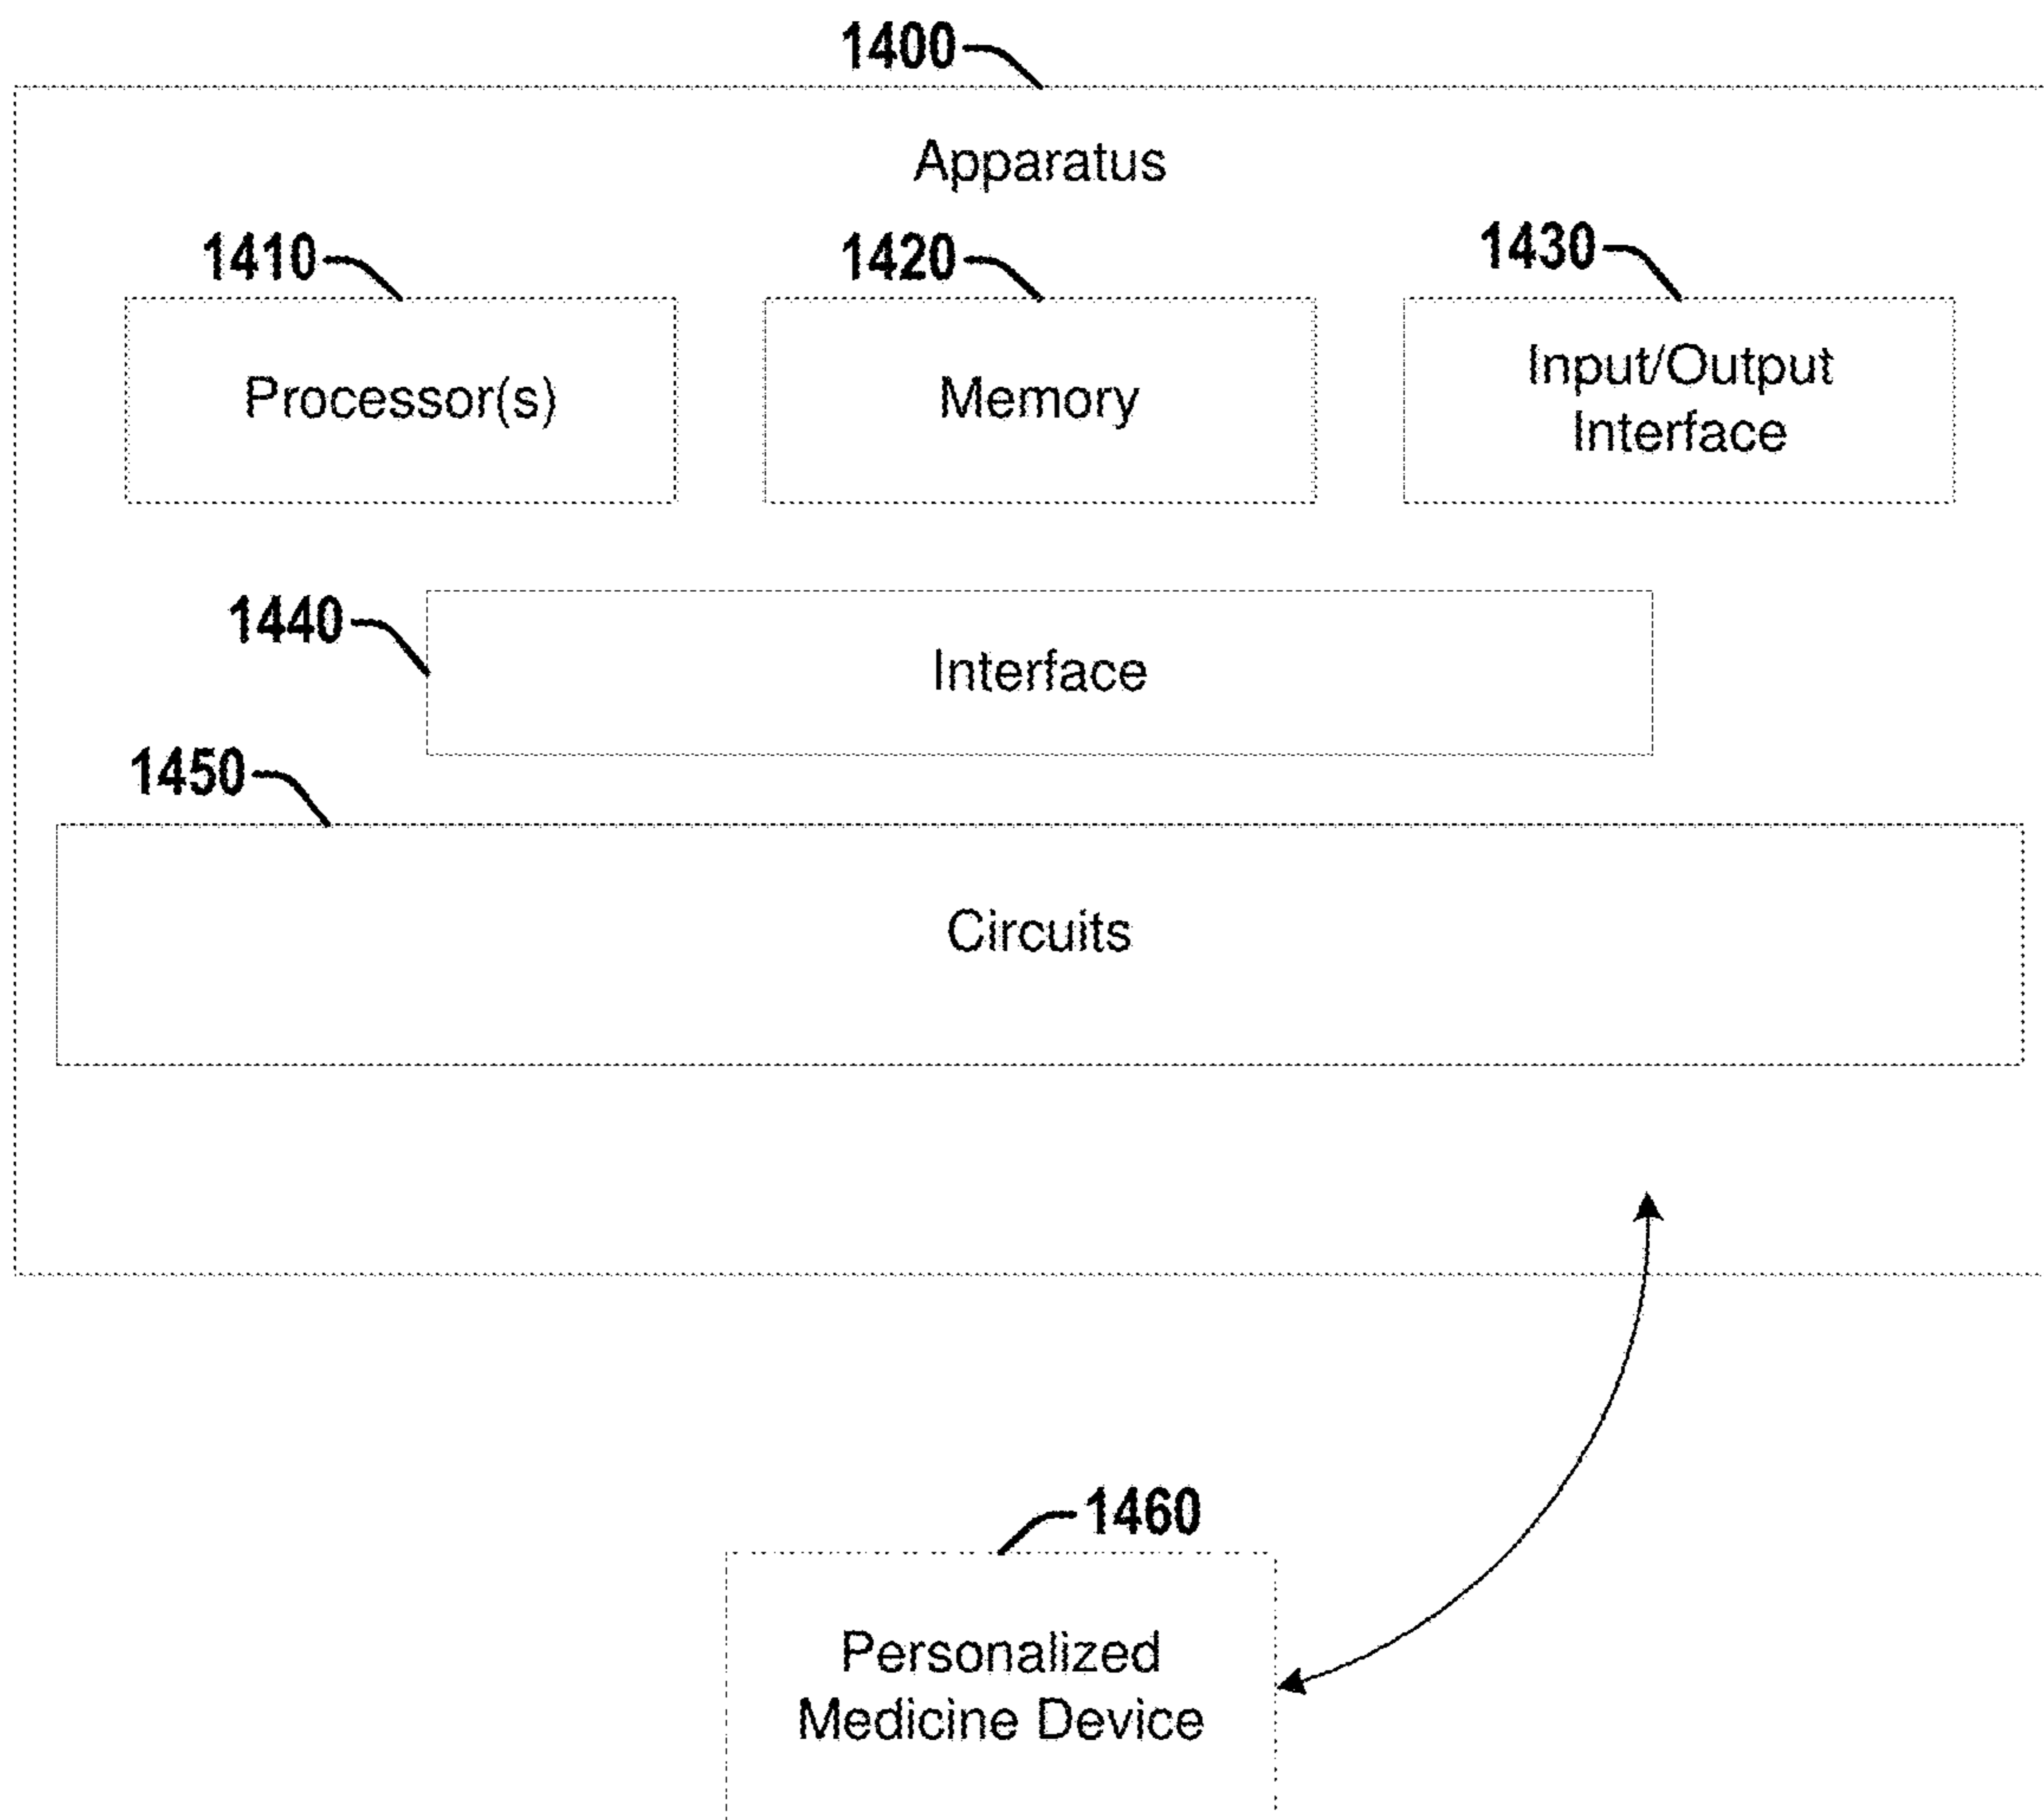 1400
Apparatus
1410
1420
1430
Processor(s)
Memory
Input/Output
Interface
1440
Interface
1450
Circuits
1460
Personalized
Medicine Device